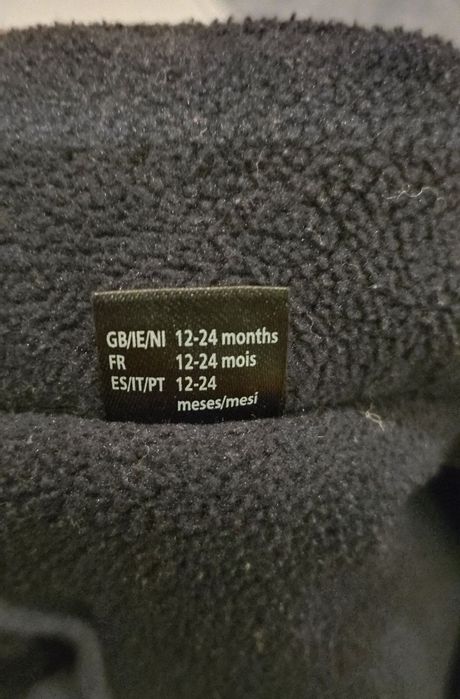 GB/IE/NI 12-24 months
FR 12-24 mois
ES/IT/PT 12-24
meses/mesi